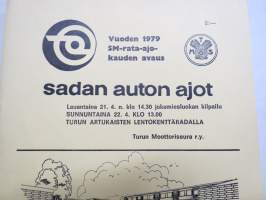 Vuoden 1979
SM-rata-ajo-
kauden avaus
sadan auton ajot
Lauantaina 21. 4. n. klo 14.30 jokamiesluokan kilpailu
SUNNUNTAINA 22. 4. KLO 13.00
TURUN ARTUKAISTEN LENTOKENTTÄRADALLA
Turun Moottoriseura r.y.